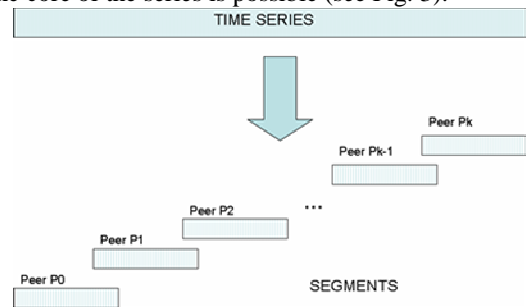 the core of the series is possible (see Fig. 3).
TIME SERIES
Peer Pk
Peer Pk-1
...
Peer P2
Peer P1
Peer P0
SEGMENTS